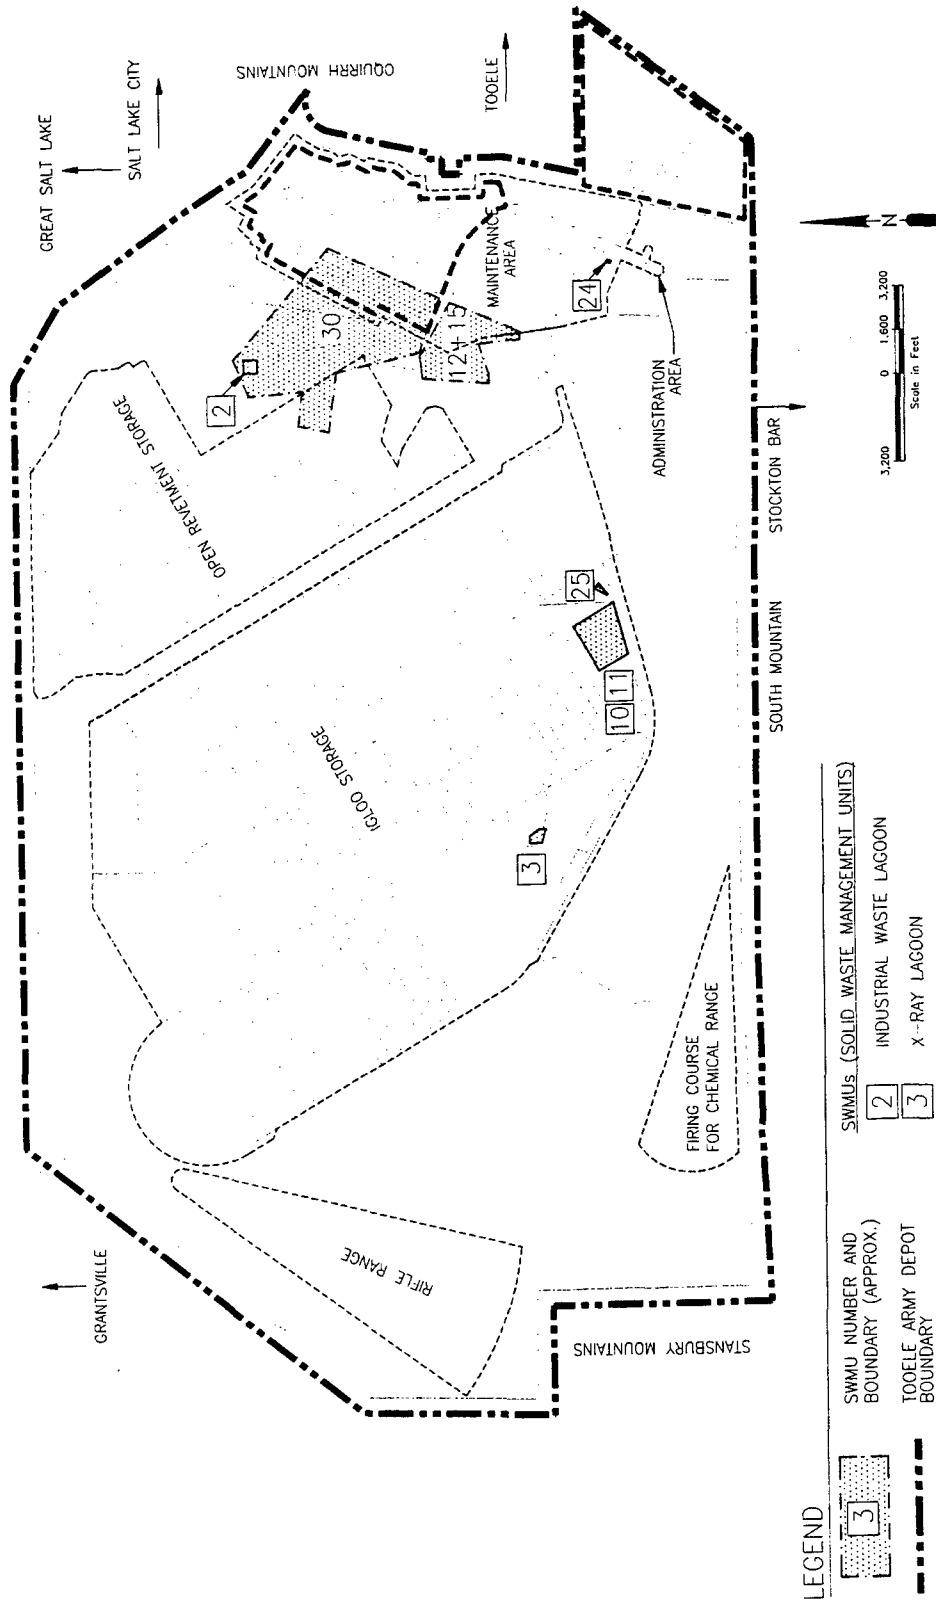 GREAT SALT LAKE
SALT LAKE CITY
OQUIRRH MOUNTAINS
TOOELE
GRANTSVILLE
OPEN REVETMENT STORAGE
2
30
12+15
MAINTENANCE
AREA
24
ADMINISTRATION
AREA
IGLOO STORAGE
25
10
11
3
RIFLE RANGE
FIRING COURSE
FOR CHEMICAL RANGE
STANSBURY MOUNTAINS
SOUTH MOUNTAIN
STOCKTON BAR
N
3,200
0
1,600
3,200
Scale in Feet
LEGEND
3
SWMU NUMBER AND
BOUNDARY (APPROX.)
TOOELE ARMY DEPOT
BOUNDARY
SWMUs (SOLID WASTE MANAGEMENT UNITS)
2
INDUSTRIAL WASTE LAGOON
3
X-RAY LAGOON